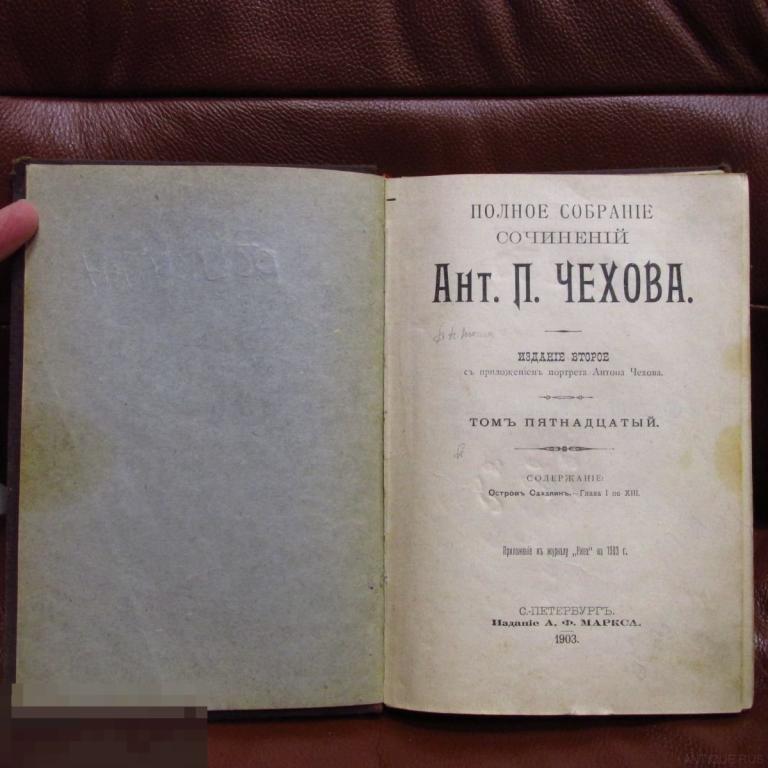 ПОЛНОЕ СОБРАНІЕ
СОЧИНЕНІЙ
Ант. П. ЧЕХОВА.
ИЗДАНІЕ ВТОРОЕ
съ приложеніемъ портрета Антона Чехова.
ТОМЪ ПЯТНАДЦАТЫЙ.
СОДЕРЖАНІЕ:
Островъ Сахалинъ.—Глава I по XIII.
Приложеніе къ журналу „Нива“ на 1903 г.
С.-ПЕТЕРБУРГЪ.
Изданіе А. Ф. МАРКСА.
1903.